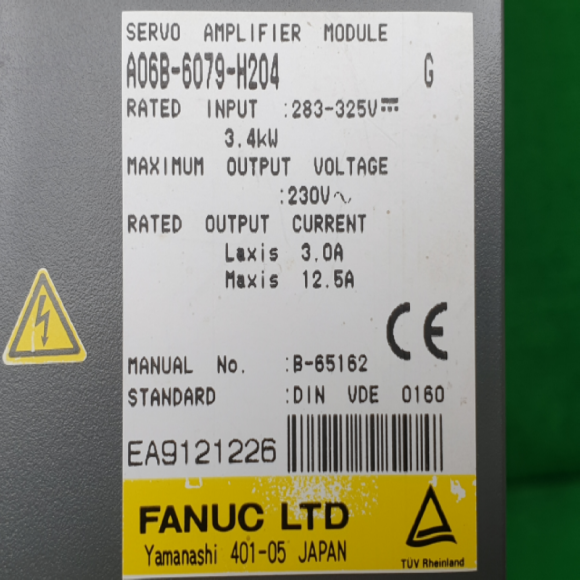 SERVO AMPLIFIER MODULE
A06B-6079-H204 G
RATED INPUT :283-325V⎓
3.4kW
MAXIMUM OUTPUT VOLTAGE
:230V～
RATED OUTPUT CURRENT
Laxis 3.0A
Maxis 12.5A
CE
MANUAL No. :B-65162
STANDARD :DIN VDE 0160
EA9121226
FANUC LTD
Yamanashi 401-05 JAPAN
TÜV Rheinland